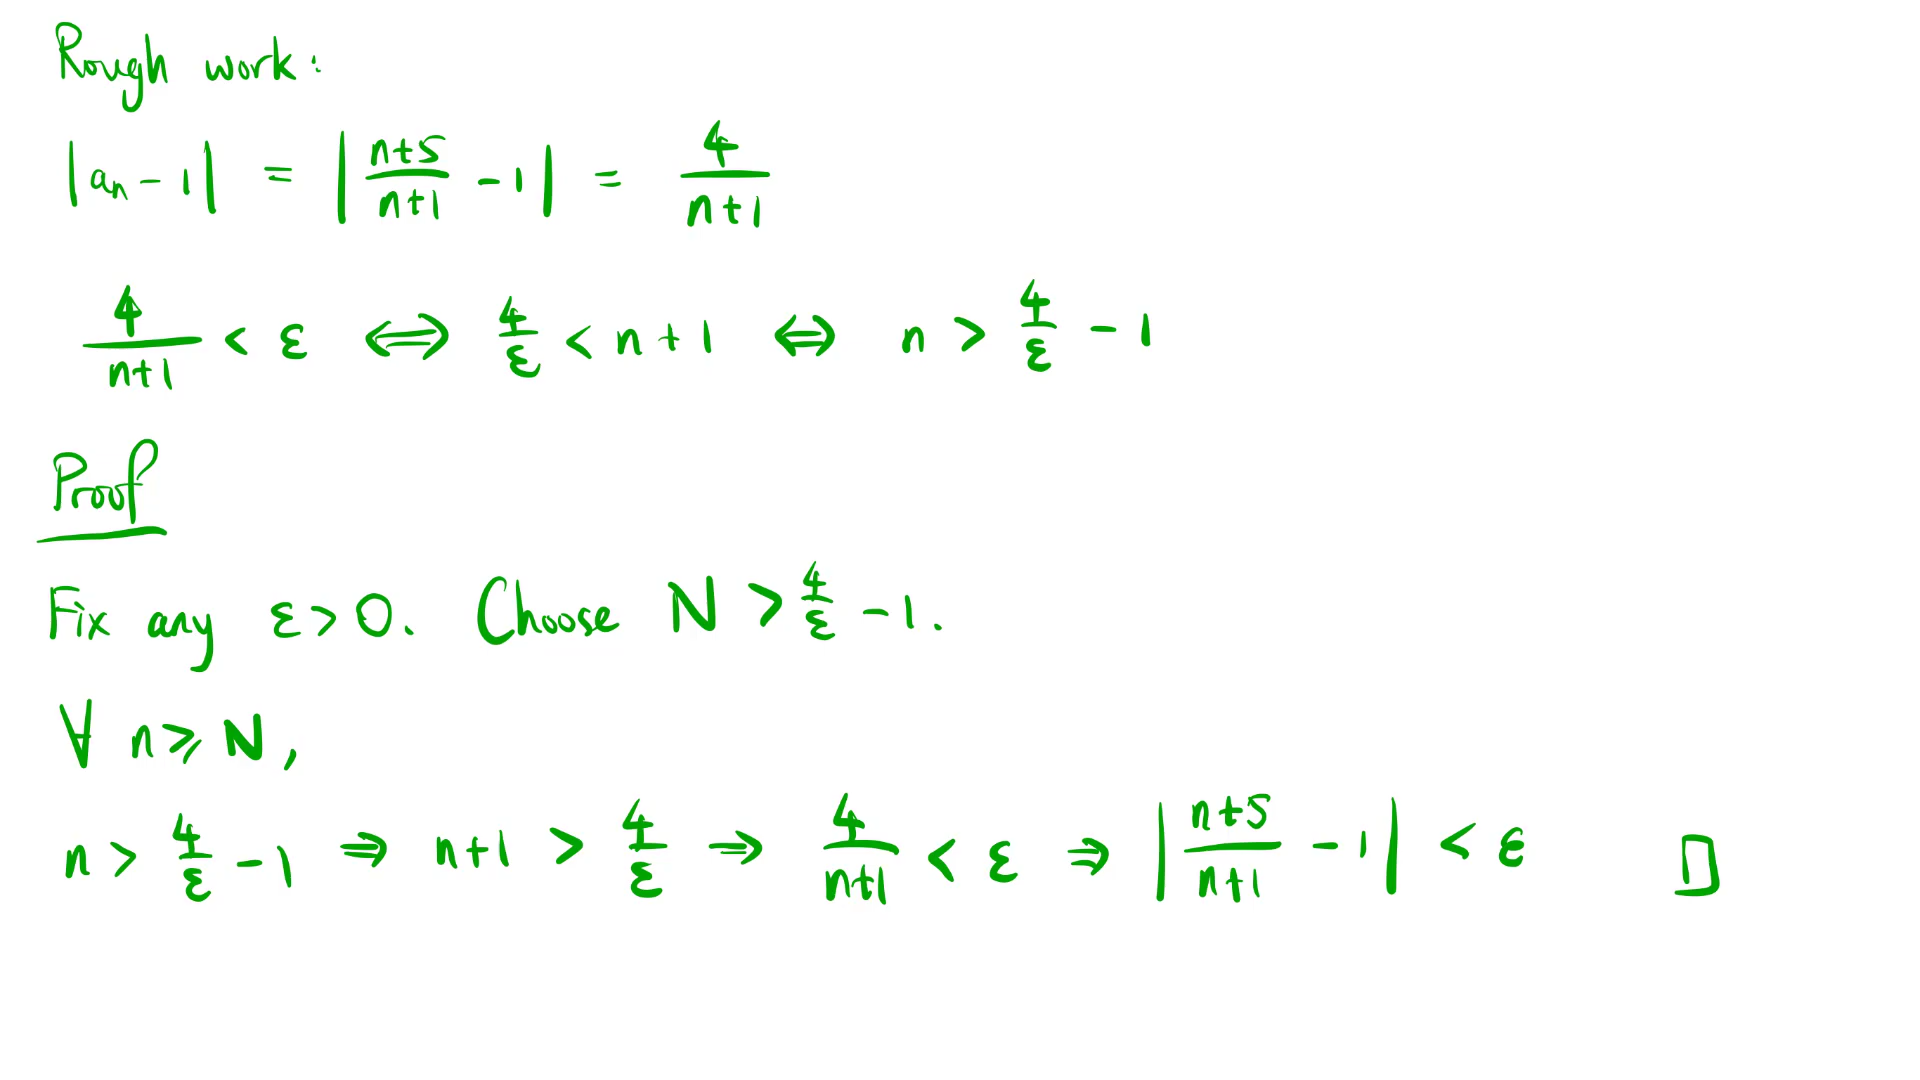 Rough work:
|aₙ - 1| = |(n+5)/(n+1) - 1| = 4/(n+1)
4/(n+1) < ε ⟺ 4/ε < n+1 ⟺ n > 4/ε - 1
Proof
Fix any ε>0. Choose N > 4/ε - 1.
∀ n ≥ N,
n > 4/ε - 1 ⇒ n+1 > 4/ε ⇒ 4/(n+1) < ε ⇒ |(n+5)/(n+1) - 1| < ε □